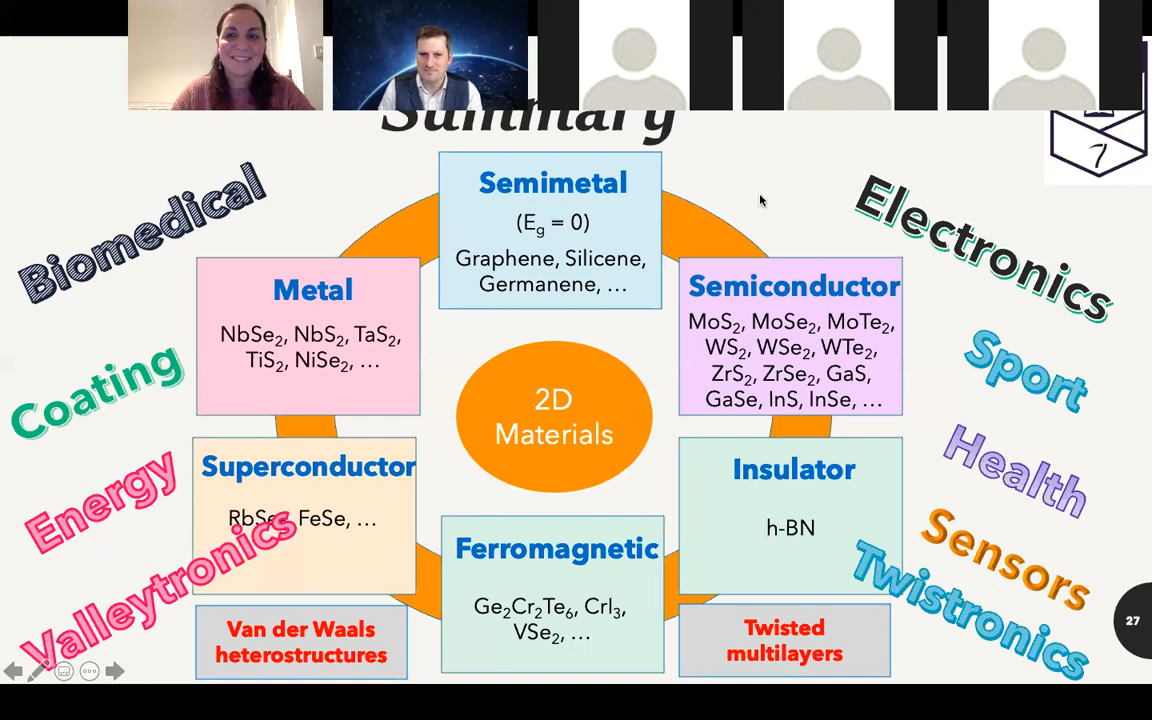 Summary
7
Biomedical
Electronics
Semimetal
(Eg = 0)
Graphene, Silicene,
Germanene, …
Metal
NbSe₂, NbS₂, TaS₂,
TiS₂, NiSe₂, …
Semiconductor
MoS₂, MoSe₂, MoTe₂,
WS₂, WSe₂, WTe₂,
ZrS₂, ZrSe₂, GaS,
GaSe, InS, InSe, …
Coating
Sport
2D
Materials
Energy
Health
Superconductor
FeSe, …
Insulator
h-BN
Valleytronics
Sensors
Ferromagnetic
Ge₂Cr₂Te₆, CrI₃,
VSe₂, …
Twistronics
Van der Waals
heterostructures
Twisted
multilayers
27